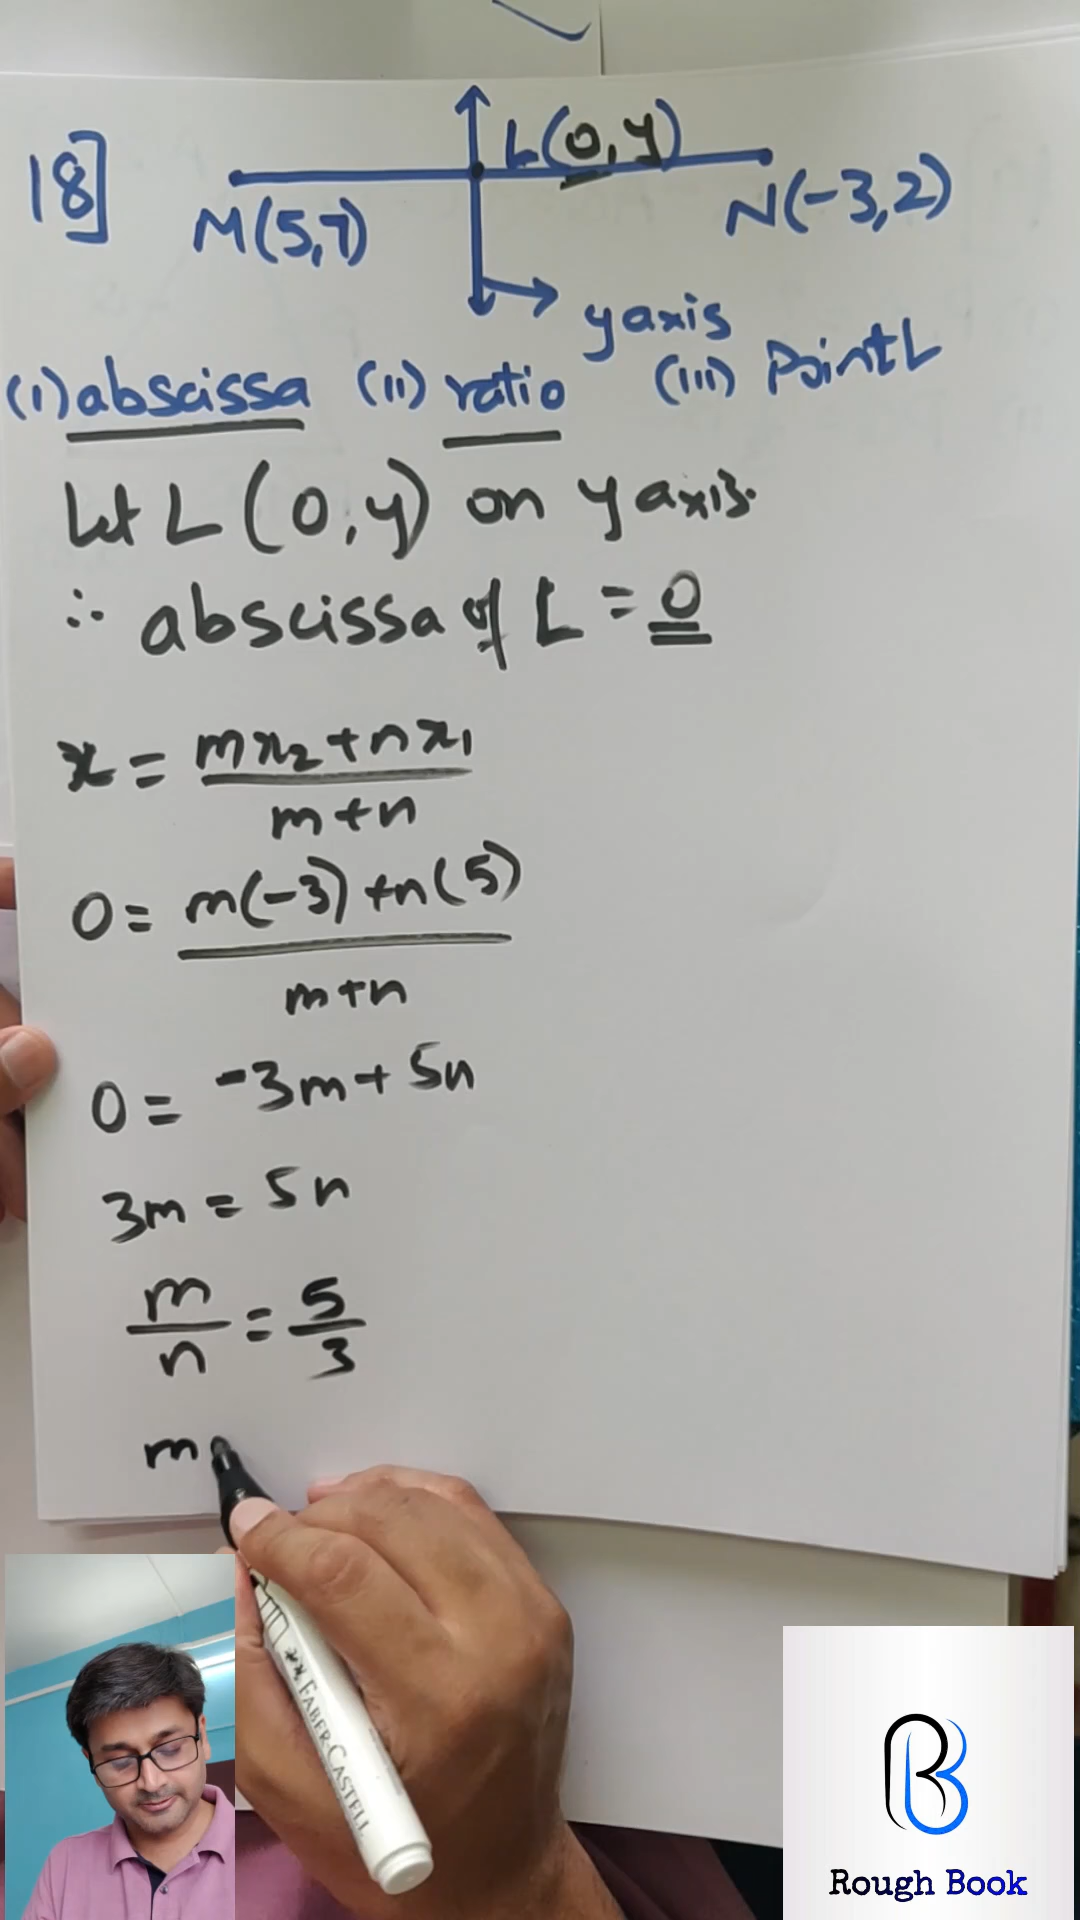 18]
L(0,y)
M(5,7)
N(-3,2)
y axis
(i) abscissa (ii) ratio (iii) Point L
Let L(0,y) on y axis.
∴ abscissa of L = 0
x = mx₂+nx₁
m+n
0 = m(-3)+n(5)
m+n
0 = -3m+5n
3m = 5n
m/n = 5/3
m
FABER-CASTELL
B
Rough Book